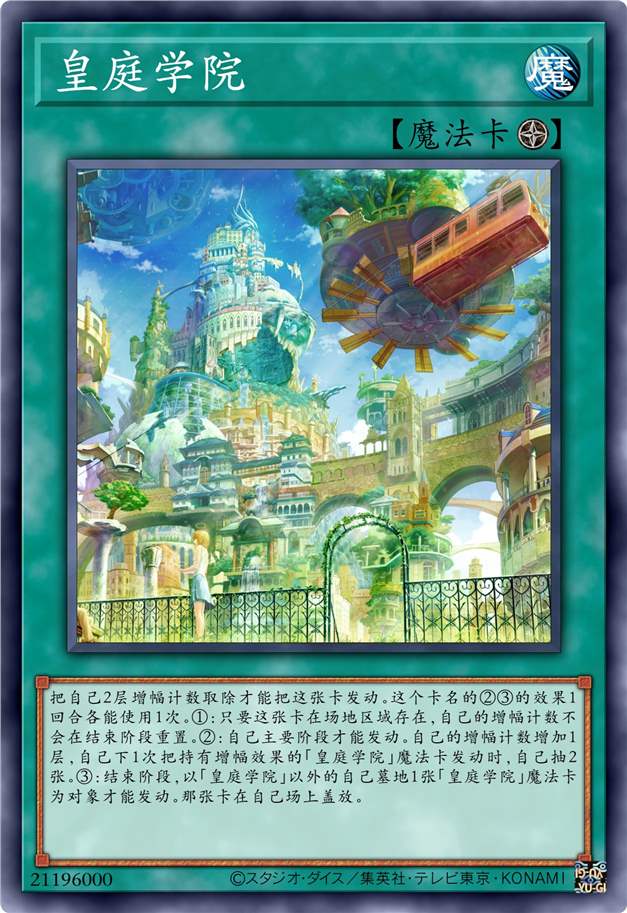 皇庭学院
魔
【魔法卡】
把自己2层增幅计数取除才能把这张卡发动。这个卡名的②③的效果1
回合各能使用1次。①:只要这张卡在场地区域存在,自己的增幅计数不
会在结束阶段重置。②:自己主要阶段才能发动。自己的增幅计数增加1
层,自己下1次把持有增幅效果的「皇庭学院」魔法卡发动时,自己抽2
张。③:结束阶段,以「皇庭学院」以外的自己墓地1张「皇庭学院」魔法卡
为对象才能发动。那张卡在自己场上盖放。
21196000
©スタジオ·ダイス/集英社·テレビ東京·KONAMI